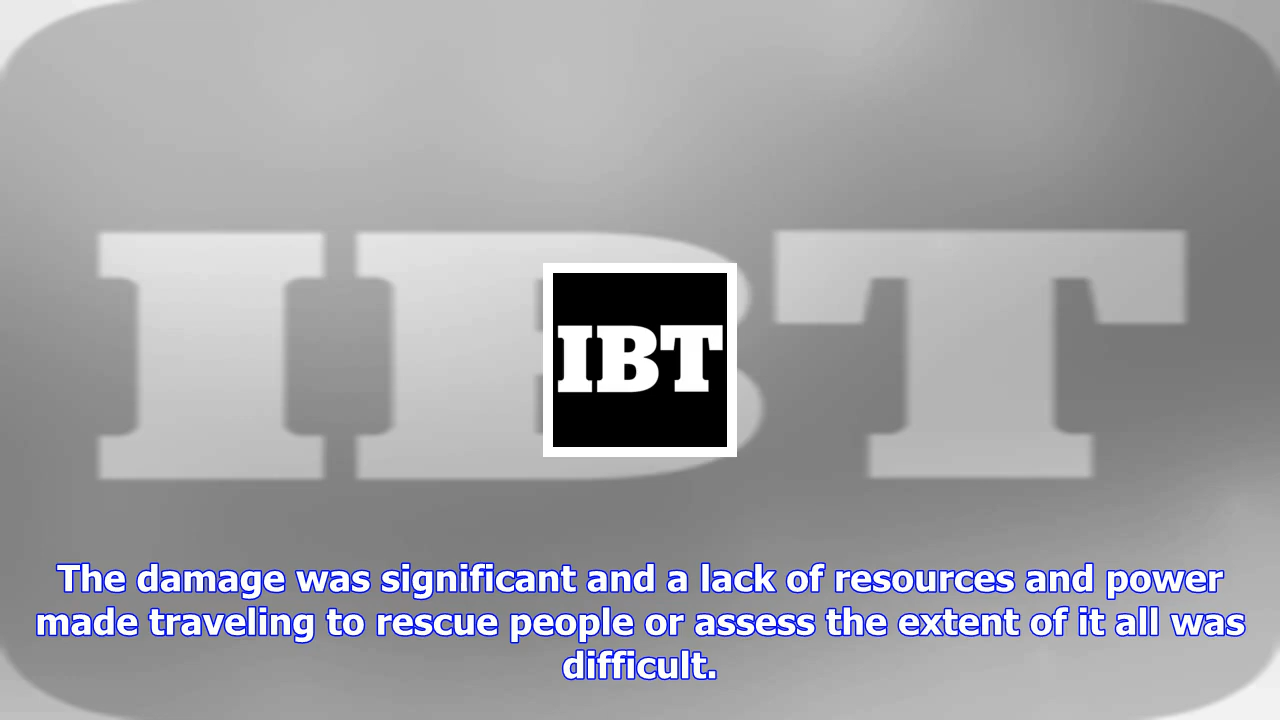 IBT
IBT
The damage was significant and a lack of resources and power
made traveling to rescue people or assess the extent of it all was
difficult.